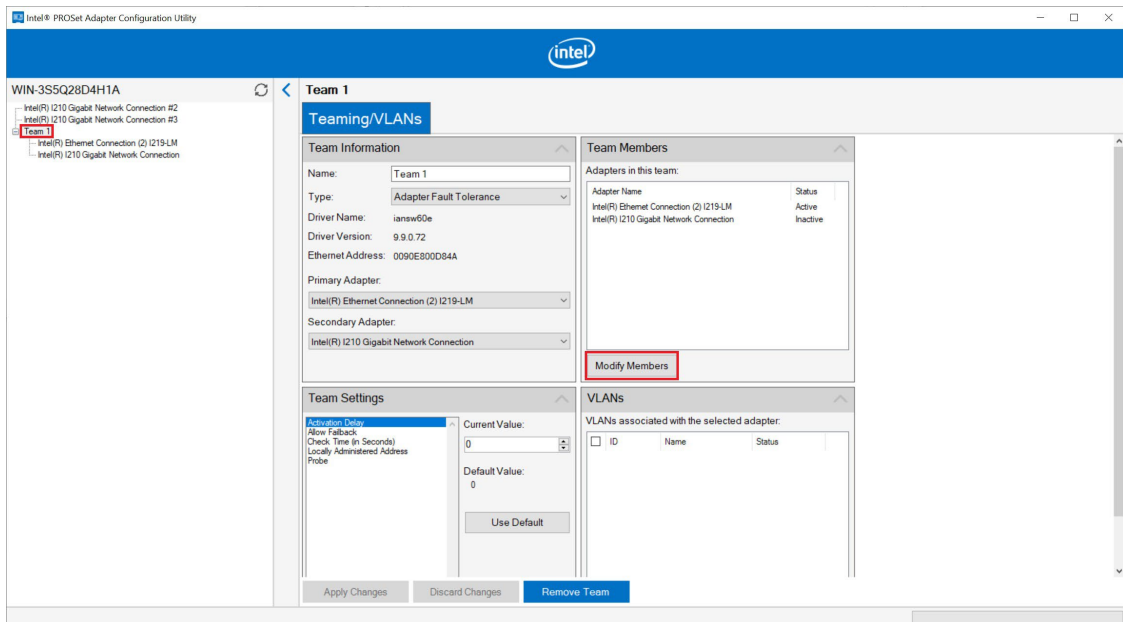 Intel® PROSet Adapter Configuration Utility
intel
WIN-3S5Q28D4H1A
Intel(R) I210 Gigabit Network Connection #2
Intel(R) I210 Gigabit Network Connection #3
Team 1
Intel(R) Ethernet Connection (2) I219-LM
Intel(R) I210 Gigabit Network Connection
Team 1
Teaming/VLANs
Team Information
Name: Team 1
Type: Adapter Fault Tolerance
Driver Name: iansw60e
Driver Version: 9.9.0.72
Ethernet Address: 0090E800D84A
Primary Adapter:
Intel(R) Ethernet Connection (2) I219-LM
Secondary Adapter:
Intel(R) I210 Gigabit Network Connection
Team Members
Adapters in this team:
Adapter Name Status
Intel(R) Ethernet Connection (2) I219-LM Active
Intel(R) I210 Gigabit Network Connection Inactive
Modify Members
Team Settings
Activation Delay
Allow Failback
Check Time (in Seconds)
Locally Administered Address
Probe
Current Value:
0
Default Value:
0
Use Default
VLANs
VLANs associated with the selected adapter:
ID Name Status
Apply Changes Discard Changes Remove Team